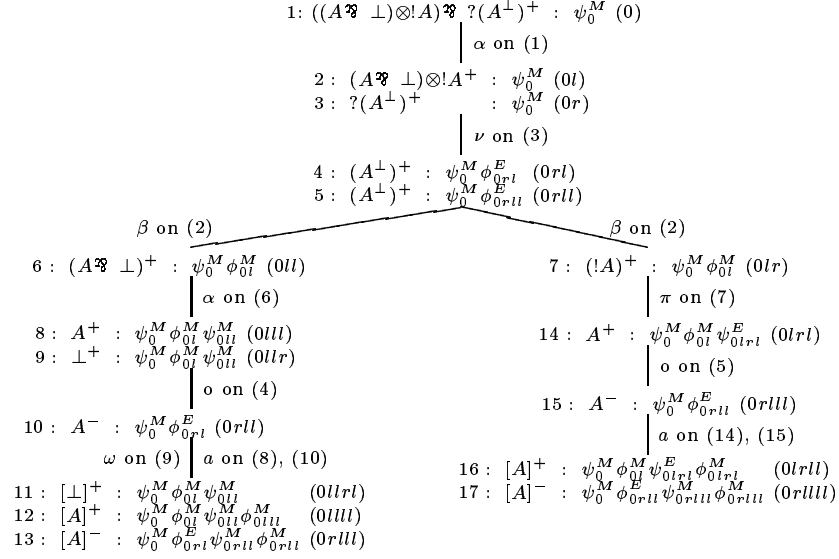 1: ((A⅋ ⊥)⊗!A)⅋ ?(A^⊥)^+ : ψ_0^M (0)
α on (1)
2 : (A⅋ ⊥)⊗!A^+ : ψ_0^M (0l)
3 : ?(A^⊥)^+ : ψ_0^M (0r)
ν on (3)
4 : (A^⊥)^+ : ψ_0^M φ_{0rl}^E (0rl)
5 : (A^⊥)^+ : ψ_0^M φ_{0rll}^E (0rll)
β on (2) β on (2)
6 : (A⅋ ⊥)^+ : ψ_0^M φ_{0l}^M (0ll) 7 : (!A)^+ : ψ_0^M φ_{0l}^M (0lr)
α on (6) π on (7)
8 : A^+ : ψ_0^M φ_{0l}^M ψ_{0ll}^M (0lll) 14 : A^+ : ψ_0^M φ_{0l}^M ψ_{0lrl}^E (0lrl)
9 : ⊥^+ : ψ_0^M φ_{0l}^M ψ_{0ll}^M (0llr) o on (5)
o on (4)
10 : A^− : ψ_0^M φ_{0rl}^E (0rll) 15 : A^− : ψ_0^M φ_{0rll}^E (0rlll)
ω on (9) a on (8), (10) a on (14), (15)
11 : [⊥]^+ : ψ_0^M φ_{0l}^M ψ_{0ll}^M (0llrl) 16 : [A]^+ : ψ_0^M φ_{0l}^M ψ_{0lrl}^E φ_{0lrl}^M (0lrll)
12 : [A]^+ : ψ_0^M φ_{0l}^M ψ_{0ll}^M φ_{0lll}^M (0llll) 17 : [A]^− : ψ_0^M φ_{0rll}^E ψ_{0rlll}^M φ_{0rlll}^M (0rllll)
13 : [A]^− : ψ_0^M φ_{0rl}^E ψ_{0rll}^M φ_{0rll}^M (0rlll)